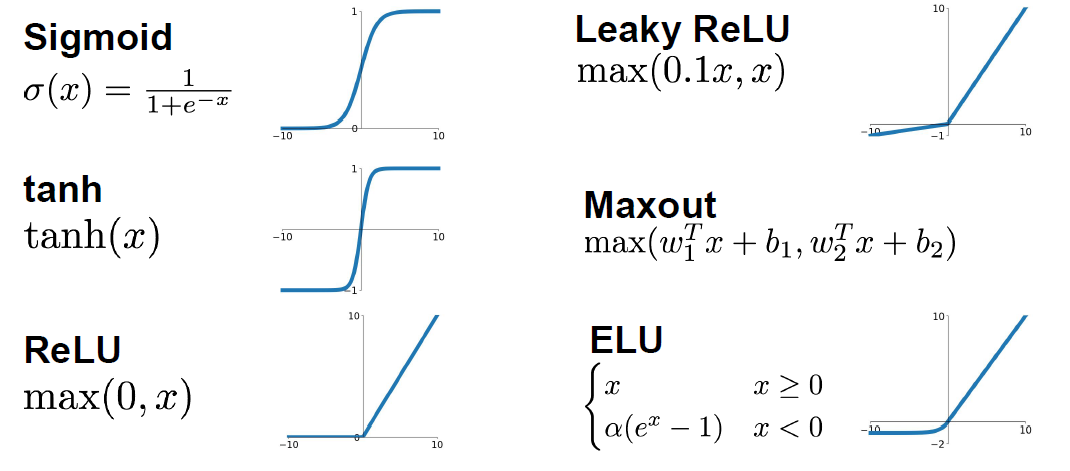 Sigmoid
σ(x) = 1/(1+e^{-x})
1
0
-10
10
tanh
tanh(x)
1
-10
10
-1
ReLU
max(0, x)
10
0
-10
10
Leaky ReLU
max(0.1x, x)
10
-10
-1
10
Maxout
max(w_1^T x + b_1, w_2^T x + b_2)
ELU
{ x x ≥ 0
α(e^x − 1) x < 0
10
-10
-2
10